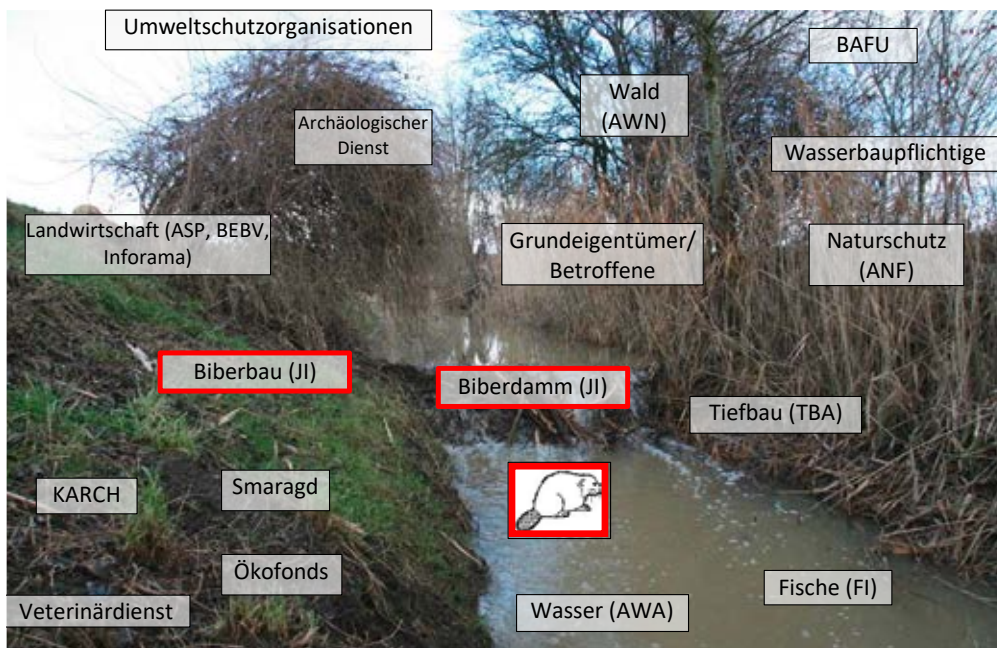 Umweltschutzorganisationen
BAFU
Wald
(AWN)
Archäologischer
Dienst
Wasserbaupflichtige
Landwirtschaft (ASP, BEBV,
Inforama)
Grundeigentümer/
Betroffene
Naturschutz
(ANF)
Biberbau (JI)
Biberdamm (JI)
Tiefbau (TBA)
KARCH
Smaragd
Ökofonds
Fische (FI)
Veterinärdienst
Wasser (AWA)